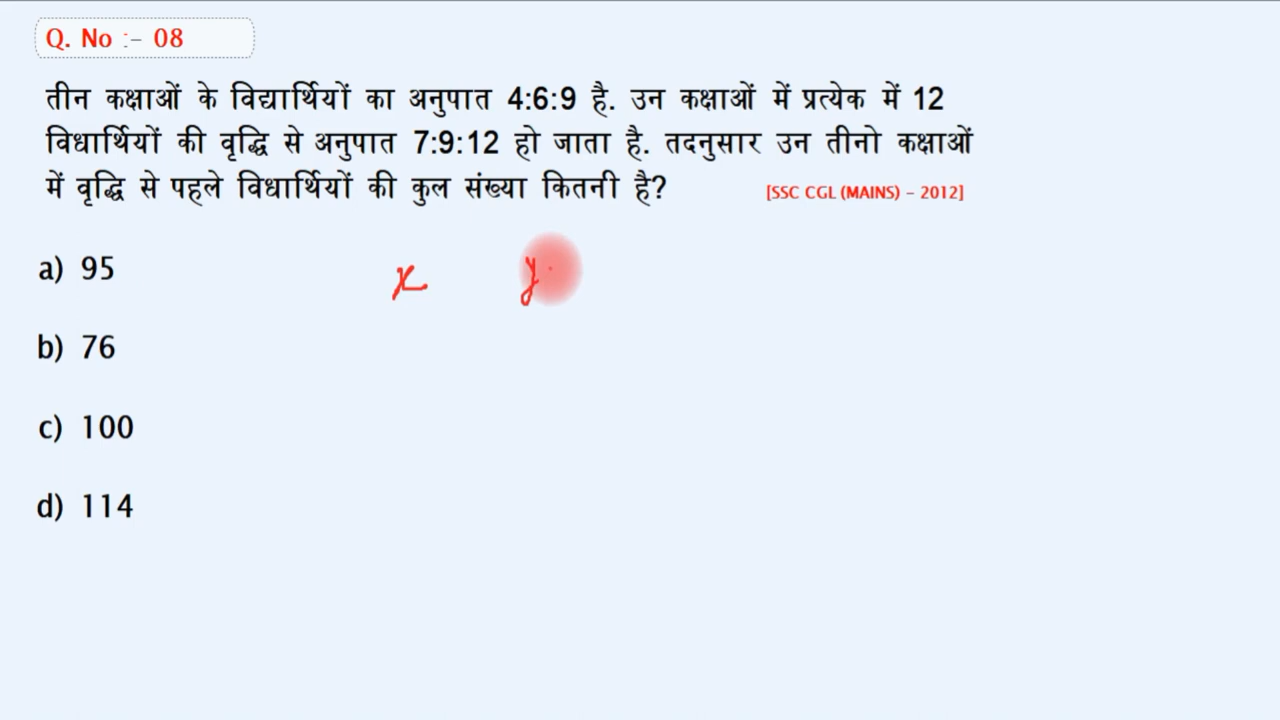 Q. No :- 08
तीन कक्षाओं के विद्यार्थियों का अनुपात 4:6:9 है. उन कक्षाओं में प्रत्येक में 12
विधार्थियों की वृद्धि से अनुपात 7:9:12 हो जाता है. तदनुसार उन तीनो कक्षाओं
में वृद्धि से पहले विधार्थियों की कुल संख्या कितनी है? [SSC CGL (MAINS) - 2012]
a) 95
x y
b) 76
c) 100
d) 114